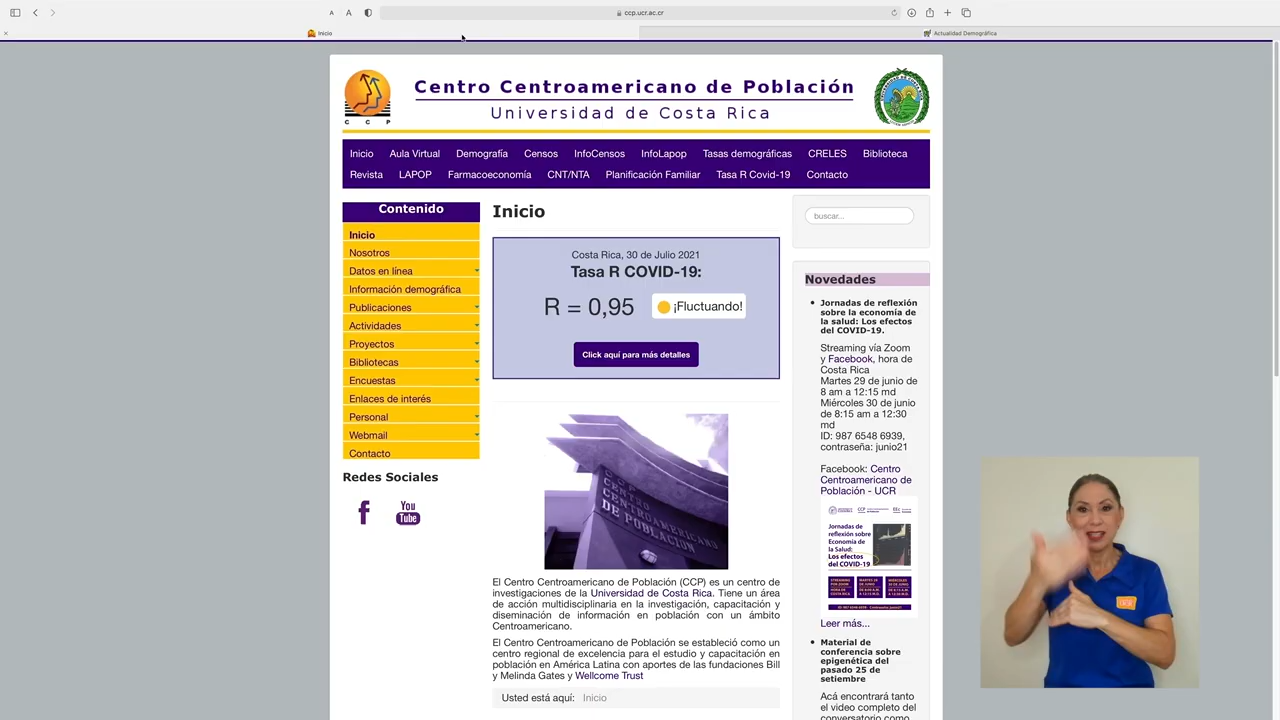 A A ccp.ucr.ac.cr
Inicio
Actualidad Demográfica
C C P
Centro Centroamericano de Población
Universidad de Costa Rica
Inicio Aula Virtual Demografía Censos InfoCensos InfoLapop Tasas demográficas CRELES Biblioteca
Revista LAPOP Farmacoeconomía CNT/NTA Planificación Familiar Tasa R Covid-19 Contacto
Contenido
Inicio
Nosotros
Datos en línea
Información demográfica
Publicaciones
Actividades
Proyectos
Bibliotecas
Encuestas
Enlaces de interés
Personal
Webmail
Contacto
Redes Sociales
f
You
Tube
Inicio
Costa Rica, 30 de Julio 2021
Tasa R COVID-19:
R = 0,95
¡Fluctuando!
Click aquí para más detalles
CENTRO
CENTROAMERICANO
DE POBLACION
El Centro Centroamericano de Población (CCP) es un centro de
investigaciones de la Universidad de Costa Rica. Tiene un área
de acción multidisciplinaria en la investigación, capacitación y
diseminación de información en población con un ámbito
Centroamericano.
El Centro Centroamericano de Población se estableció como un
centro regional de excelencia para el estudio y capacitación en
población en América Latina con aportes de las fundaciones Bill
y Melinda Gates y Wellcome Trust
Usted está aquí: Inicio
buscar...
Novedades
Jornadas de reflexión
sobre la economía de
la salud: Los efectos
del COVID-19.
Streaming vía Zoom
y Facebook, hora de
Costa Rica
Martes 29 de junio de
8 am a 12:15 md
Miércoles 30 de junio
de 8:15 am a 12:30
md
ID: 987 6548 6939,
contraseña: junio21
Facebook: Centro
Centroamericano de
Población - UCR
Jornadas de
reflexión sobre
Economía de
la Salud:
Los efectos
del COVID-19
Leer más...
Material de
conferencia sobre
epigenética del
pasado 25 de
setiembre
Acá encontrará tanto
el video completo del
conversatorio como
UCR